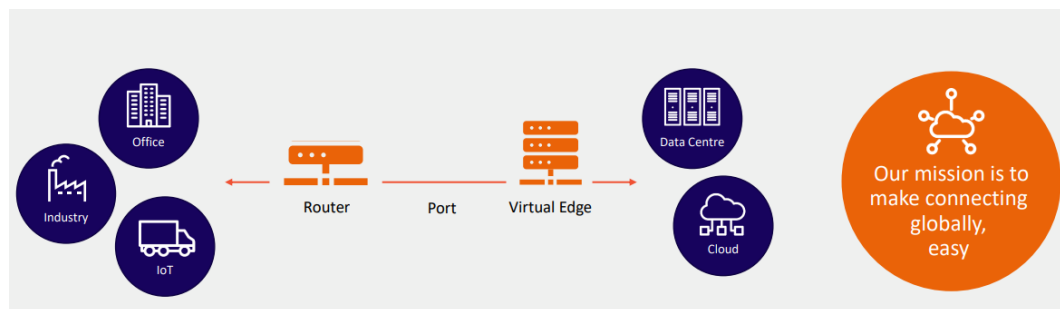 Office
Industry
IoT
Router
Port
Virtual Edge
Data Centre
Cloud
Our mission is to
make connecting
globally,
easy